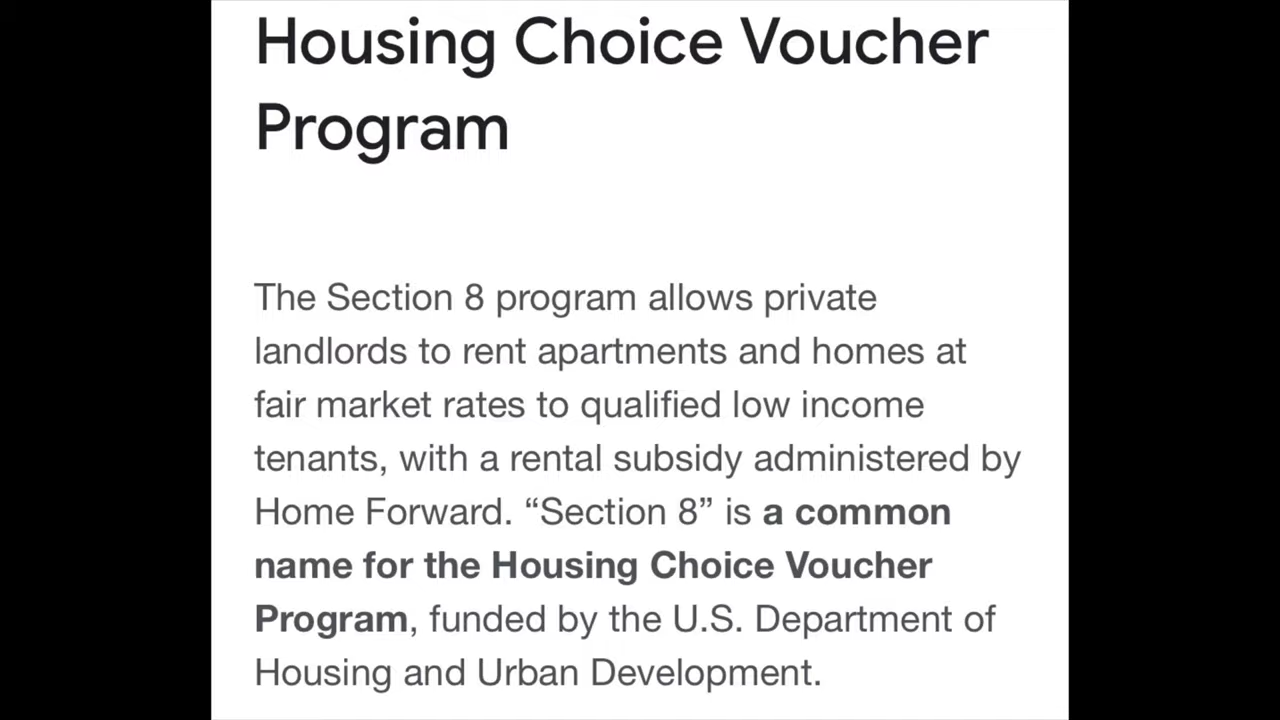 Housing Choice Voucher
Program
The Section 8 program allows private
landlords to rent apartments and homes at
fair market rates to qualified low income
tenants, with a rental subsidy administered by
Home Forward. “Section 8” is a common
name for the Housing Choice Voucher
Program, funded by the U.S. Department of
Housing and Urban Development.